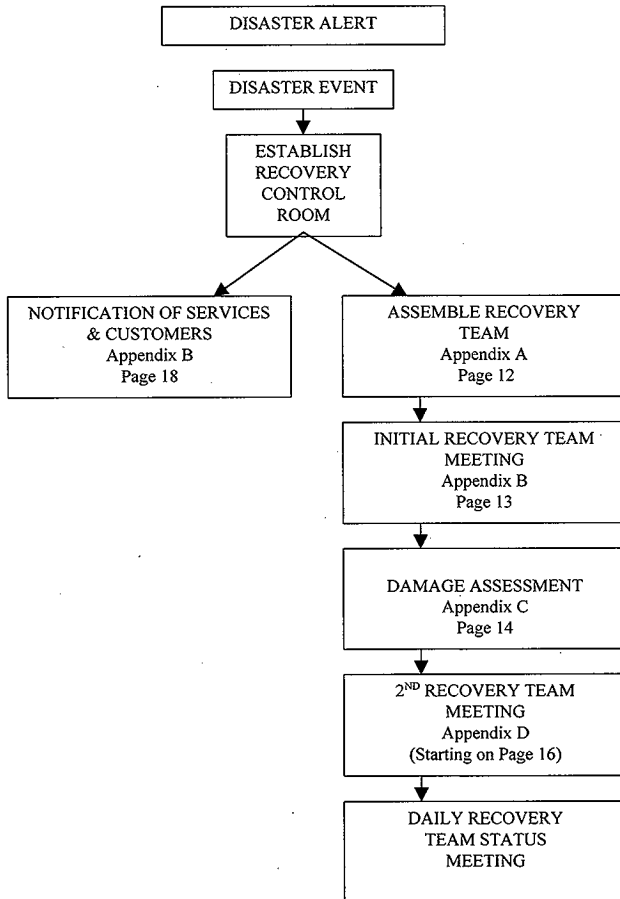 DISASTER ALERT
DISASTER EVENT
ESTABLISH
RECOVERY
CONTROL
ROOM
NOTIFICATION OF SERVICES
& CUSTOMERS
Appendix B
Page 18
ASSEMBLE RECOVERY
TEAM
Appendix A
Page 12
INITIAL RECOVERY TEAM
MEETING
Appendix B
Page 13
DAMAGE ASSESSMENT
Appendix C
Page 14
2ND RECOVERY TEAM
MEETING
Appendix D
(Starting on Page 16)
DAILY RECOVERY
TEAM STATUS
MEETING